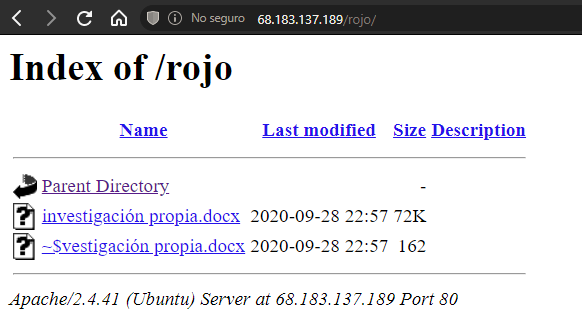 No seguro 68.183.137.189/rojo/
Index of /rojo
Name Last modified Size Description
Parent Directory -
investigación propia.docx 2020-09-28 22:57 72K
~$vestigación propia.docx 2020-09-28 22:57 162
Apache/2.4.41 (Ubuntu) Server at 68.183.137.189 Port 80